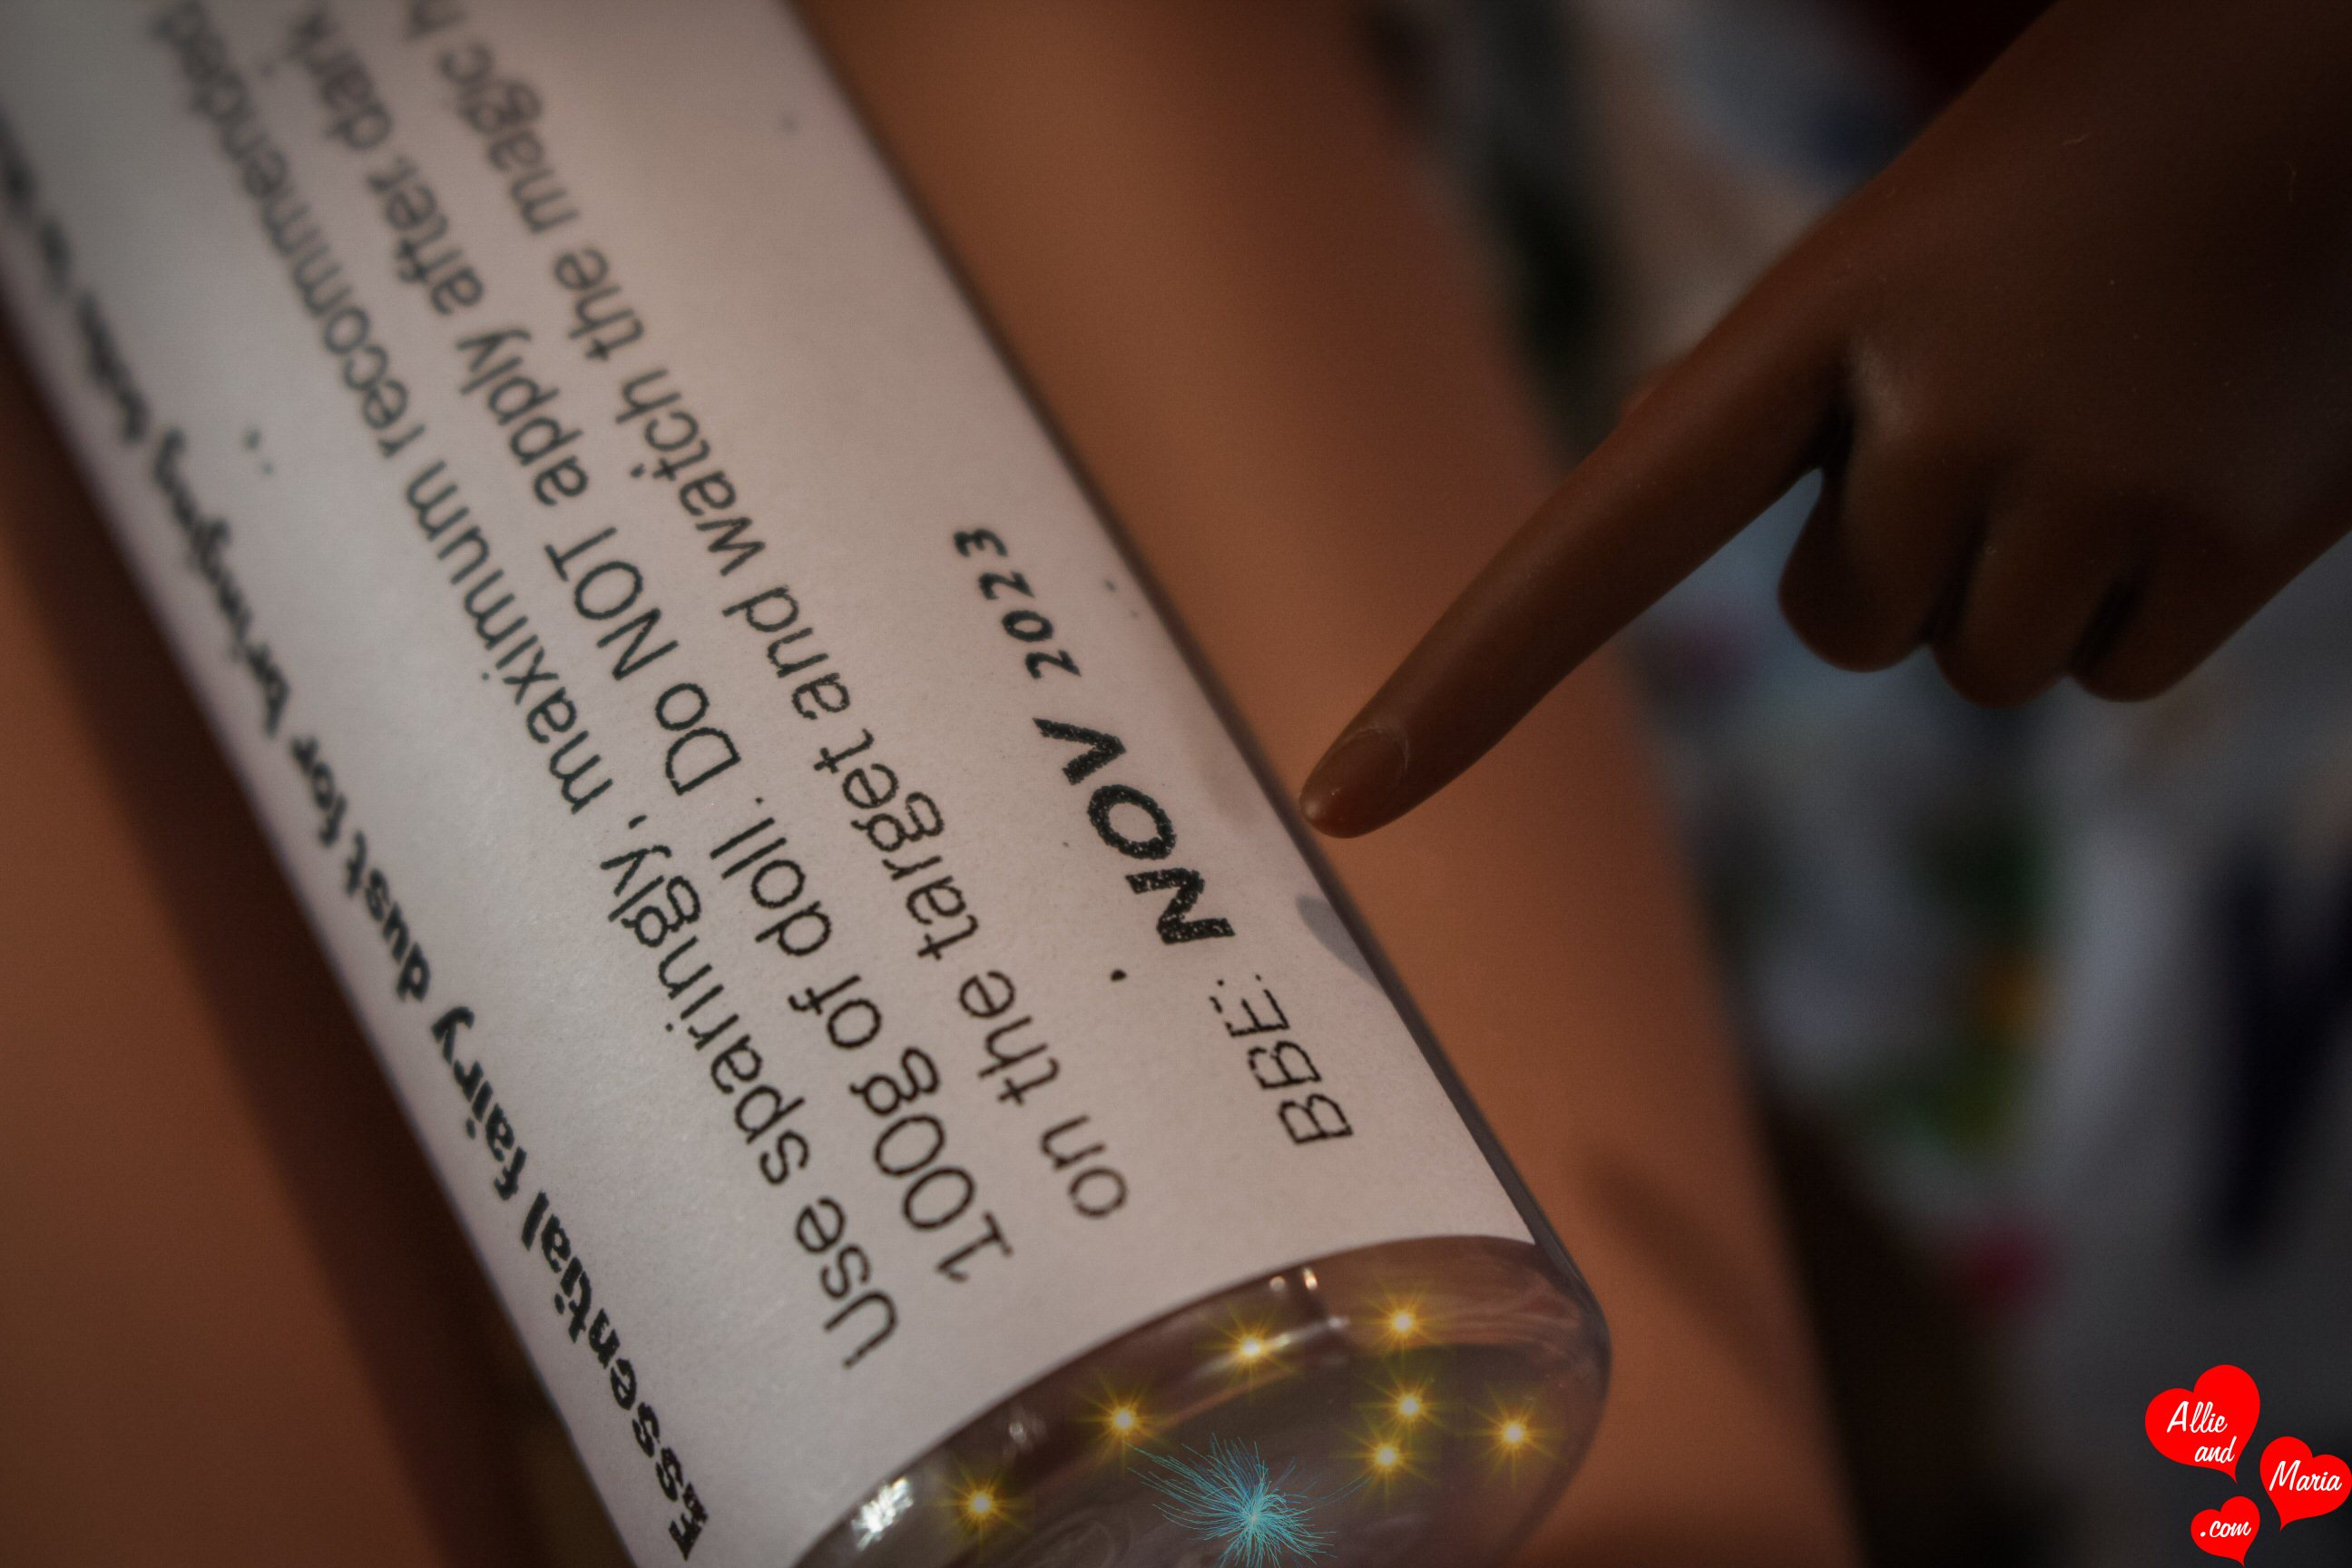 Essential fairy dust for bringing
Use sparingly, maximum recommended
100g of doll. Do NOT apply after dark
on the target and watch the magic h
BBE: NOV 2023
Allie
and
Maria
.com